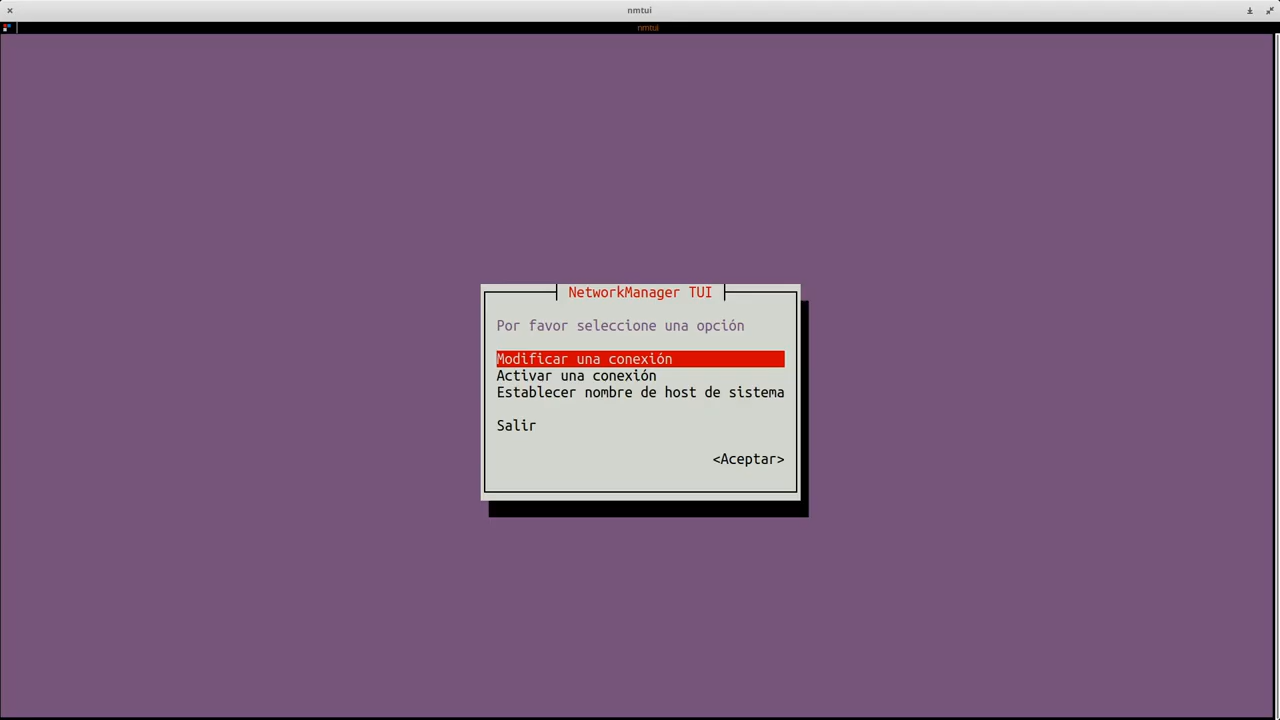 nmtui
nmtui
NetworkManager TUI
Por favor seleccione una opción
Modificar una conexión
Activar una conexión
Establecer nombre de host de sistema
Salir
<Aceptar>